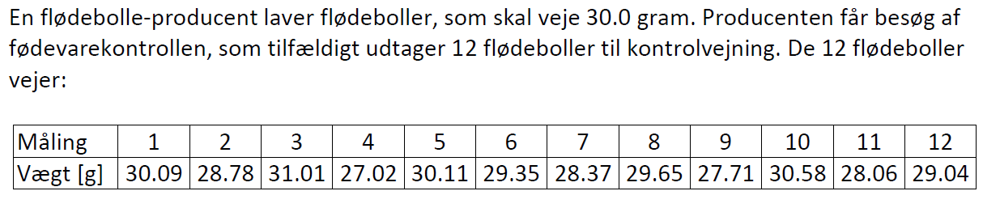 En flødebolle-producent laver flødeboller, som skal veje 30.0 gram. Producenten får besøg af
fødevarekontrollen, som tilfældigt udtager 12 flødeboller til kontrolvejning. De 12 flødeboller
vejer:
Måling 1 2 3 4 5 6 7 8 9 10 11 12
Vægt [g] 30.09 28.78 31.01 27.02 30.11 29.35 28.37 29.65 27.71 30.58 28.06 29.04